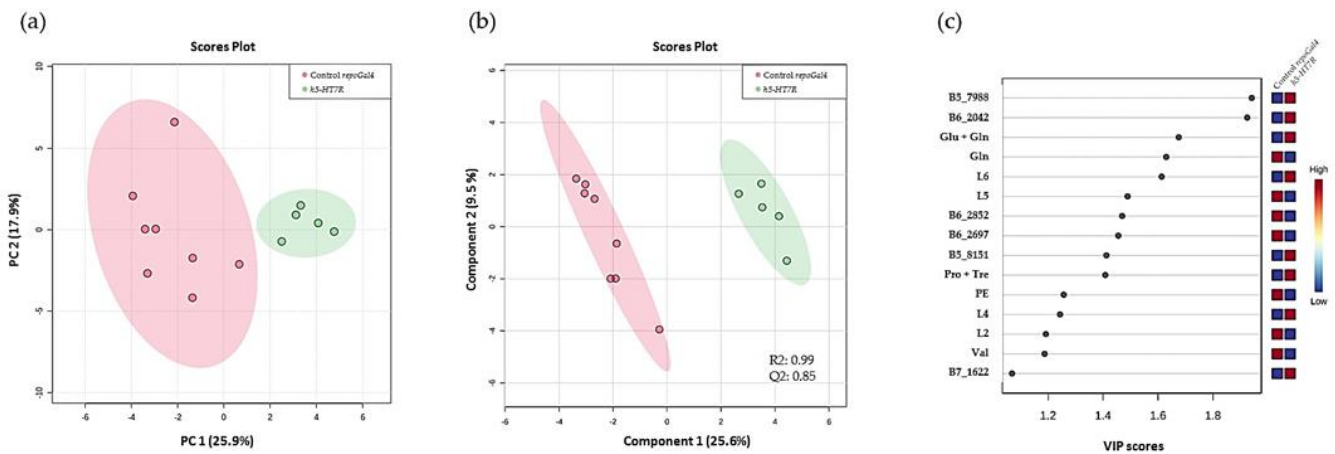 (a)
Scores Plot
Control repoGal4
h5-HT7R
10
5
0
-5
-10
PC 2 (17.9%)
-6 -4 -2 0 2 4 6
PC 1 (25.9%)
(b)
Scores Plot
Control repoGal4
h5-HT7R
6
4
2
0
-2
-4
-6
Component 2 (9.5 %)
R2: 0.99
Q2: 0.85
-6 -4 -2 0 2 4 6
Component 1 (25.6%)
(c)
Control repoGal4
h5-HT7R
B5_7988
B6_2042
Glu + Gln
Gln
L6
L5
B6_2852
B6_2697
B5_8151
Pro + Tre
PE
L4
L2
Val
B7_1622
High
Low
1.2 1.4 1.6 1.8
VIP scores